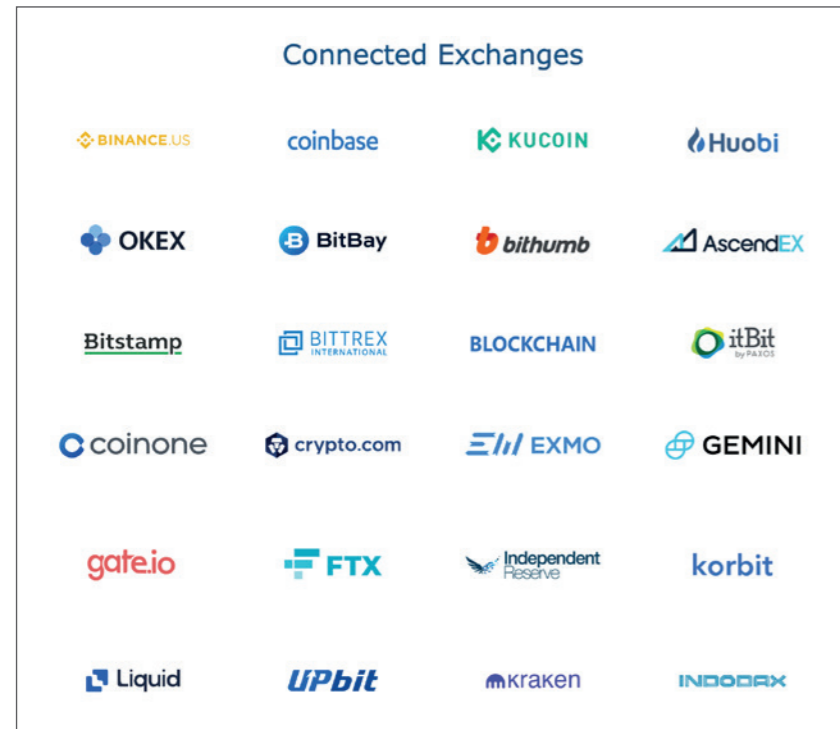 Connected Exchanges
BINANCE.US
coinbase
KUCOIN
Huobi
OKEX
BitBay
bithumb
AscendEX
Bitstamp
BITTREX
INTERNATIONAL
BLOCKCHAIN
itBit
by PAXOS
coinone
crypto.com
EXMO
GEMINI
gate.io
FTX
Independent
Reserve
korbit
Liquid
UPbit
mkraken
INDODAX